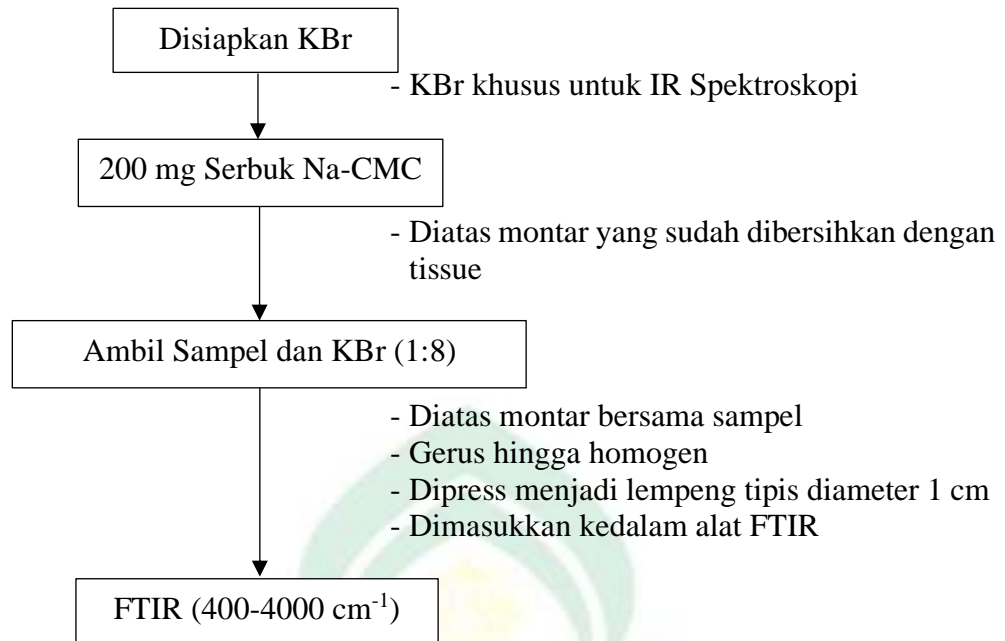 Disiapkan KBr
- KBr khusus untuk IR Spektroskopi
200 mg Serbuk Na-CMC
- Diatas montar yang sudah dibersihkan dengan
tissue
Ambil Sampel dan KBr (1:8)
- Diatas montar bersama sampel
- Gerus hingga homogen
- Dipress menjadi lempeng tipis diameter 1 cm
- Dimasukkan kedalam alat FTIR
FTIR (400-4000 cm⁻¹)